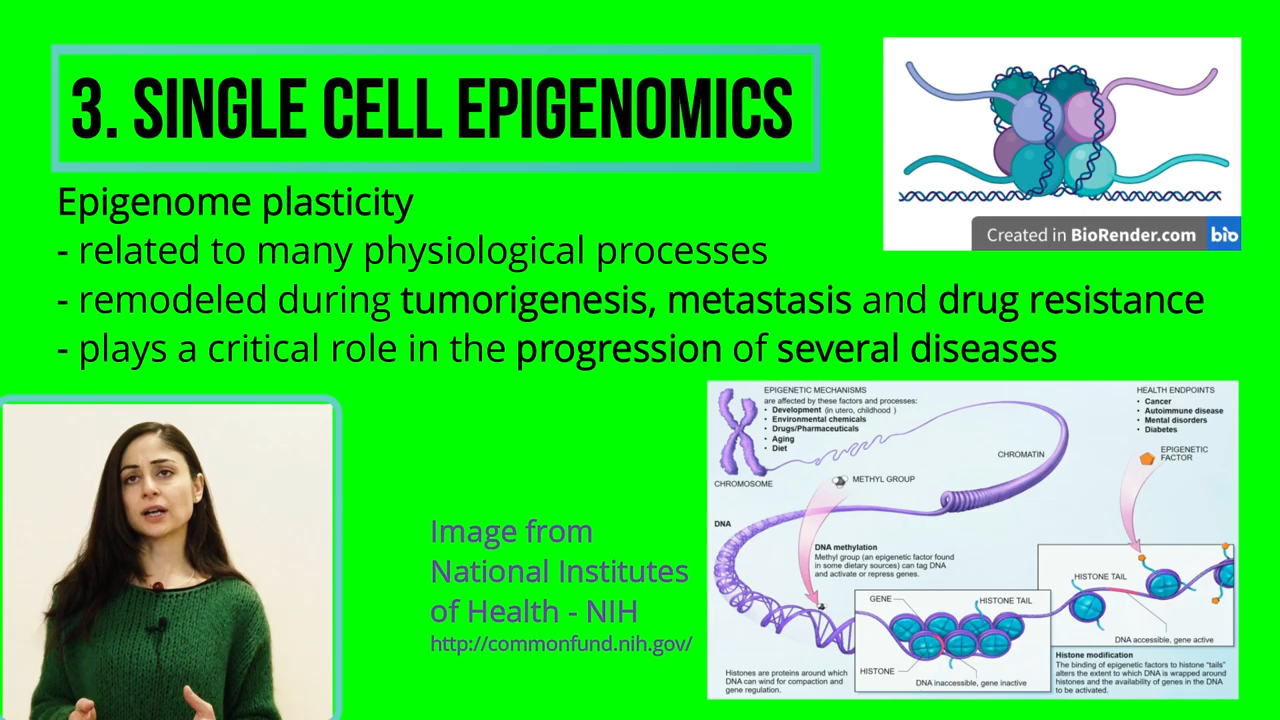 3. SINGLE CELL EPIGENOMICS
Created in BioRender.com bio
Epigenome plasticity
- related to many physiological processes
- remodeled during tumorigenesis, metastasis and drug resistance
- plays a critical role in the progression of several diseases
Image from
National Institutes
of Health - NIH
http://commonfund.nih.gov/
EPIGENETIC MECHANISMS
are affected by these factors and processes:
• Development (in utero, childhood )
• Environmental chemicals
• Drugs/Pharmaceuticals
• Aging
• Diet
CHROMOSOME
CHROMATIN
METHYL GROUP
HEALTH ENDPOINTS
• Cancer
• Autoimmune disease
• Mental disorders
• Diabetes
EPIGENETIC
FACTOR
DNA
DNA methylation
Methyl group (an epigenetic factor found
in some dietary sources) can tag DNA
and activate or repress genes.
GENE
HISTONE TAIL
HISTONE TAIL
DNA accessible, gene active
HISTONE
DNA inaccessible, gene inactive
Histones are proteins around which
DNA can wind for compaction and
gene regulation.
Histone modification
The binding of epigenetic factors to histone “tails”
alters the extent to which DNA is wrapped around
histones and the availability of genes in the DNA
to be activated.